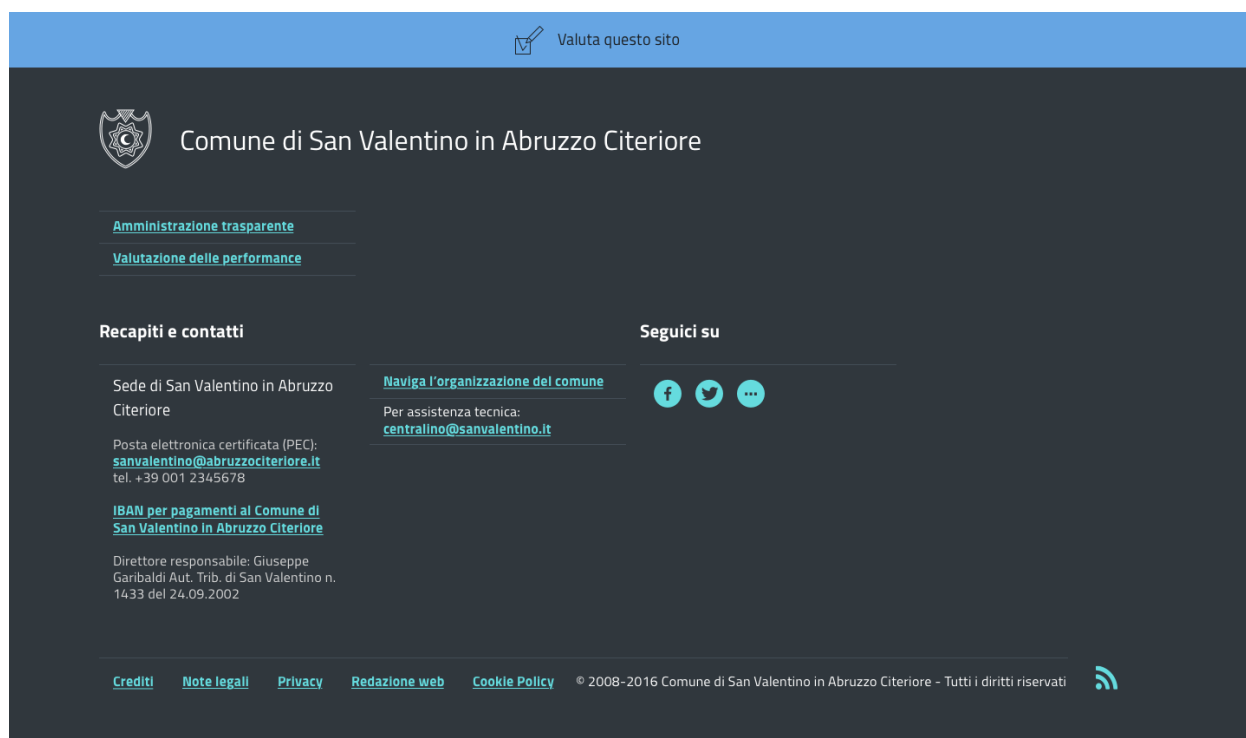 Valuta questo sito
Comune di San Valentino in Abruzzo Citeriore
Amministrazione trasparente
Valutazione delle performance
Recapiti e contatti
Sede di San Valentino in Abruzzo
Citeriore
Posta elettronica certificata (PEC):
sanvalentino@abruzzociteriore.it
tel. +39 001 2345678
IBAN per pagamenti al Comune di
San Valentino in Abruzzo Citeriore
Direttore responsabile: Giuseppe
Garibaldi Aut. Trib. di San Valentino n.
1433 del 24.09.2002
Naviga l'organizzazione del comune
Per assistenza tecnica:
centralino@sanvalentino.it
Seguici su
Crediti Note legali Privacy Redazione web Cookie Policy © 2008-2016 Comune di San Valentino in Abruzzo Citeriore - Tutti i diritti riservati